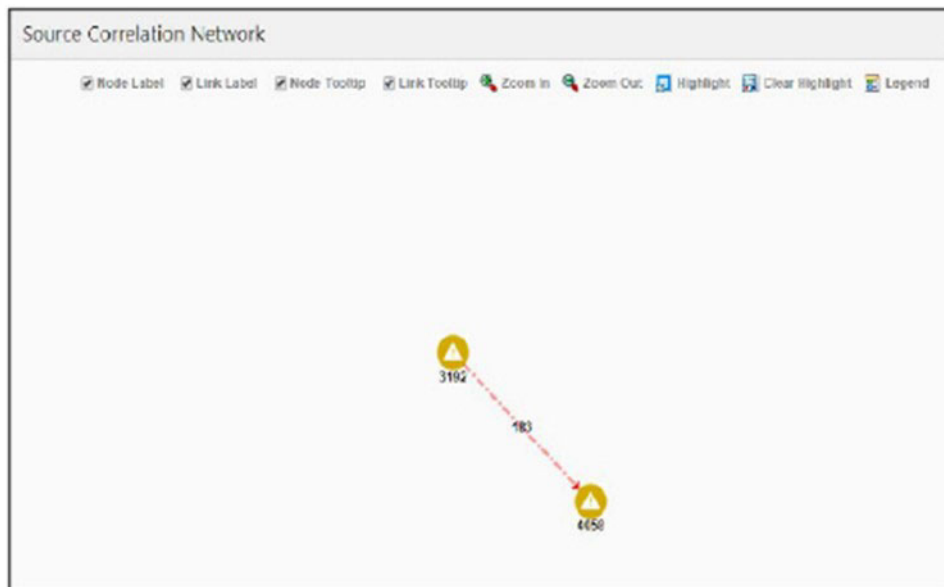 Source Correlation Network
Node Label Link Label Node Tooltip Link Tooltip Zoom In Zoom Out Highlight Clear Highlight Legend
3192
183
4658